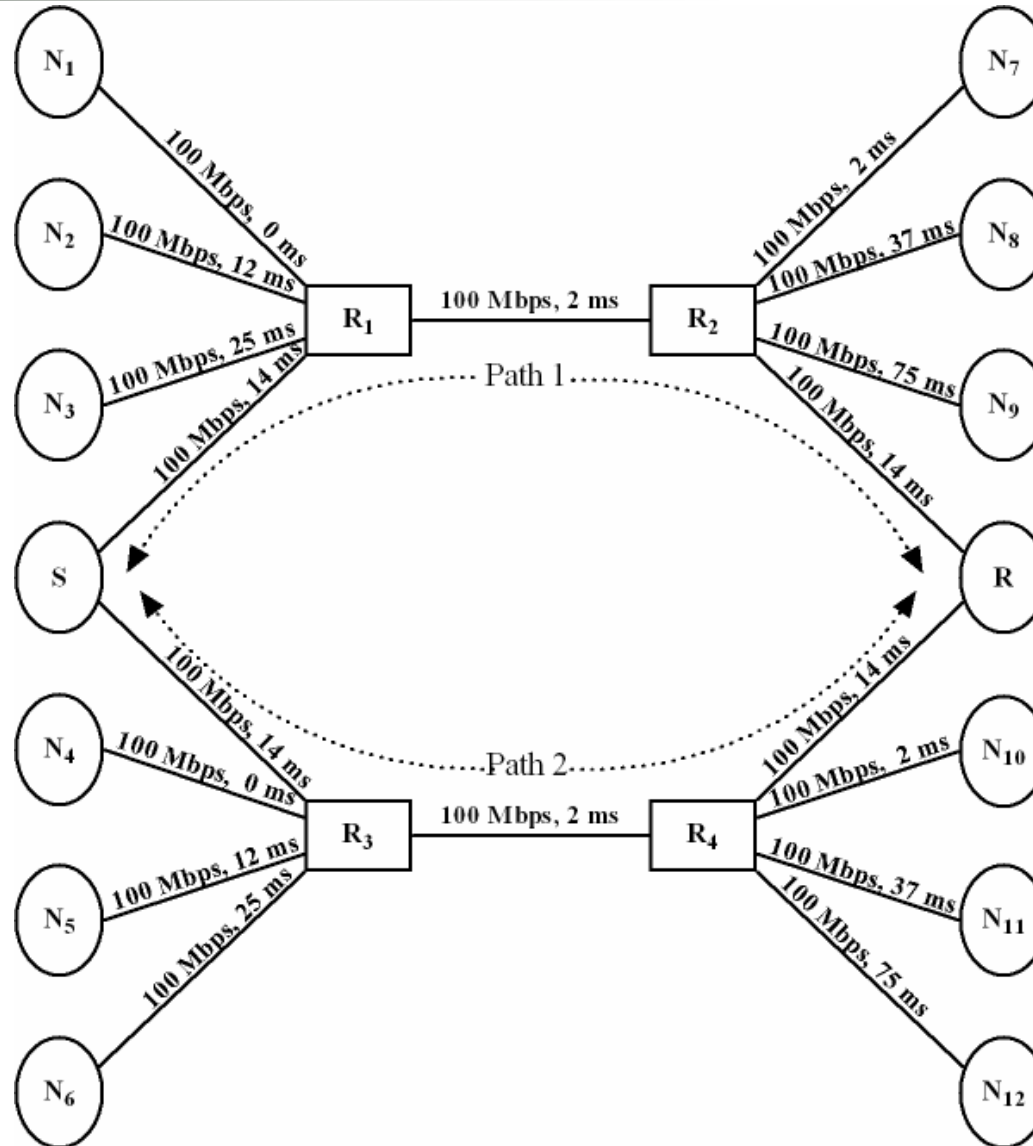 N1
N7
100 Mbps, 0 ms
100 Mbps, 2 ms
N2
N8
100 Mbps, 12 ms
100 Mbps, 37 ms
R1
100 Mbps, 2 ms
R2
N3
N9
100 Mbps, 25 ms
100 Mbps, 75 ms
100 Mbps, 14 ms
Path 1
100 Mbps, 14 ms
S
R
100 Mbps, 14 ms
100 Mbps, 14 ms
N4
N10
100 Mbps, 0 ms
Path 2
100 Mbps, 2 ms
R3
100 Mbps, 2 ms
R4
N5
N11
100 Mbps, 12 ms
100 Mbps, 37 ms
100 Mbps, 25 ms
100 Mbps, 75 ms
N6
N12